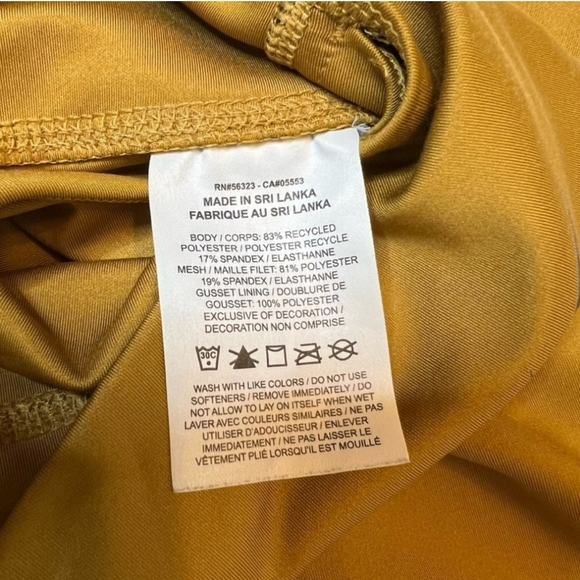 RN#56323 - CA#05553
MADE IN SRI LANKA
FABRIQUE AU SRI LANKA
BODY / CORPS: 83% RECYCLED
POLYESTER / POLYESTER RECYCLE
17% SPANDEX / ELASTHANNE
MESH / MAILLE FILET: 81% POLYESTER
19% SPANDEX / ELASTHANNE
GUSSET LINING / DOUBLURE DE
GOUSSET: 100% POLYESTER
EXCLUSIVE OF DECORATION /
DECORATION NON COMPRISE
30C
WASH WITH LIKE COLORS / DO NOT USE
SOFTENERS / REMOVE IMMEDIATELY / DO
NOT ALLOW TO LAY ON ITSELF WHEN WET
LAVER AVEC COULEURS SIMILAIRES / NE PAS
UTILISER D'ADOUCISSEUR / ENLEVER
IMMEDIATEMENT / NE PAS LAISSER LE
VÊTEMENT PLIÉ LORSQU'IL EST MOUILLÉ